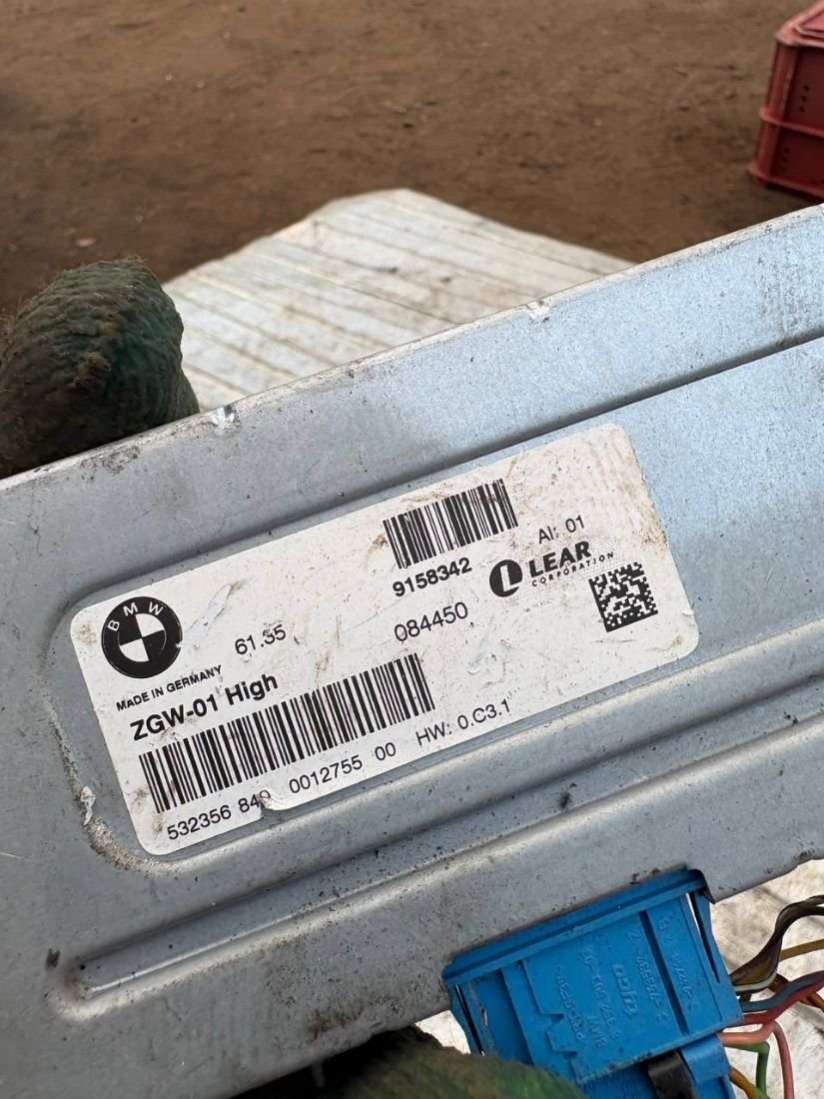 9158342
AI: 01
LEAR
CORPORATION
BMW
61.35
084450
MADE IN GERMANY
ZGW-01 High
532356 849 0012755 00 HW: 0.C3.1
tyco